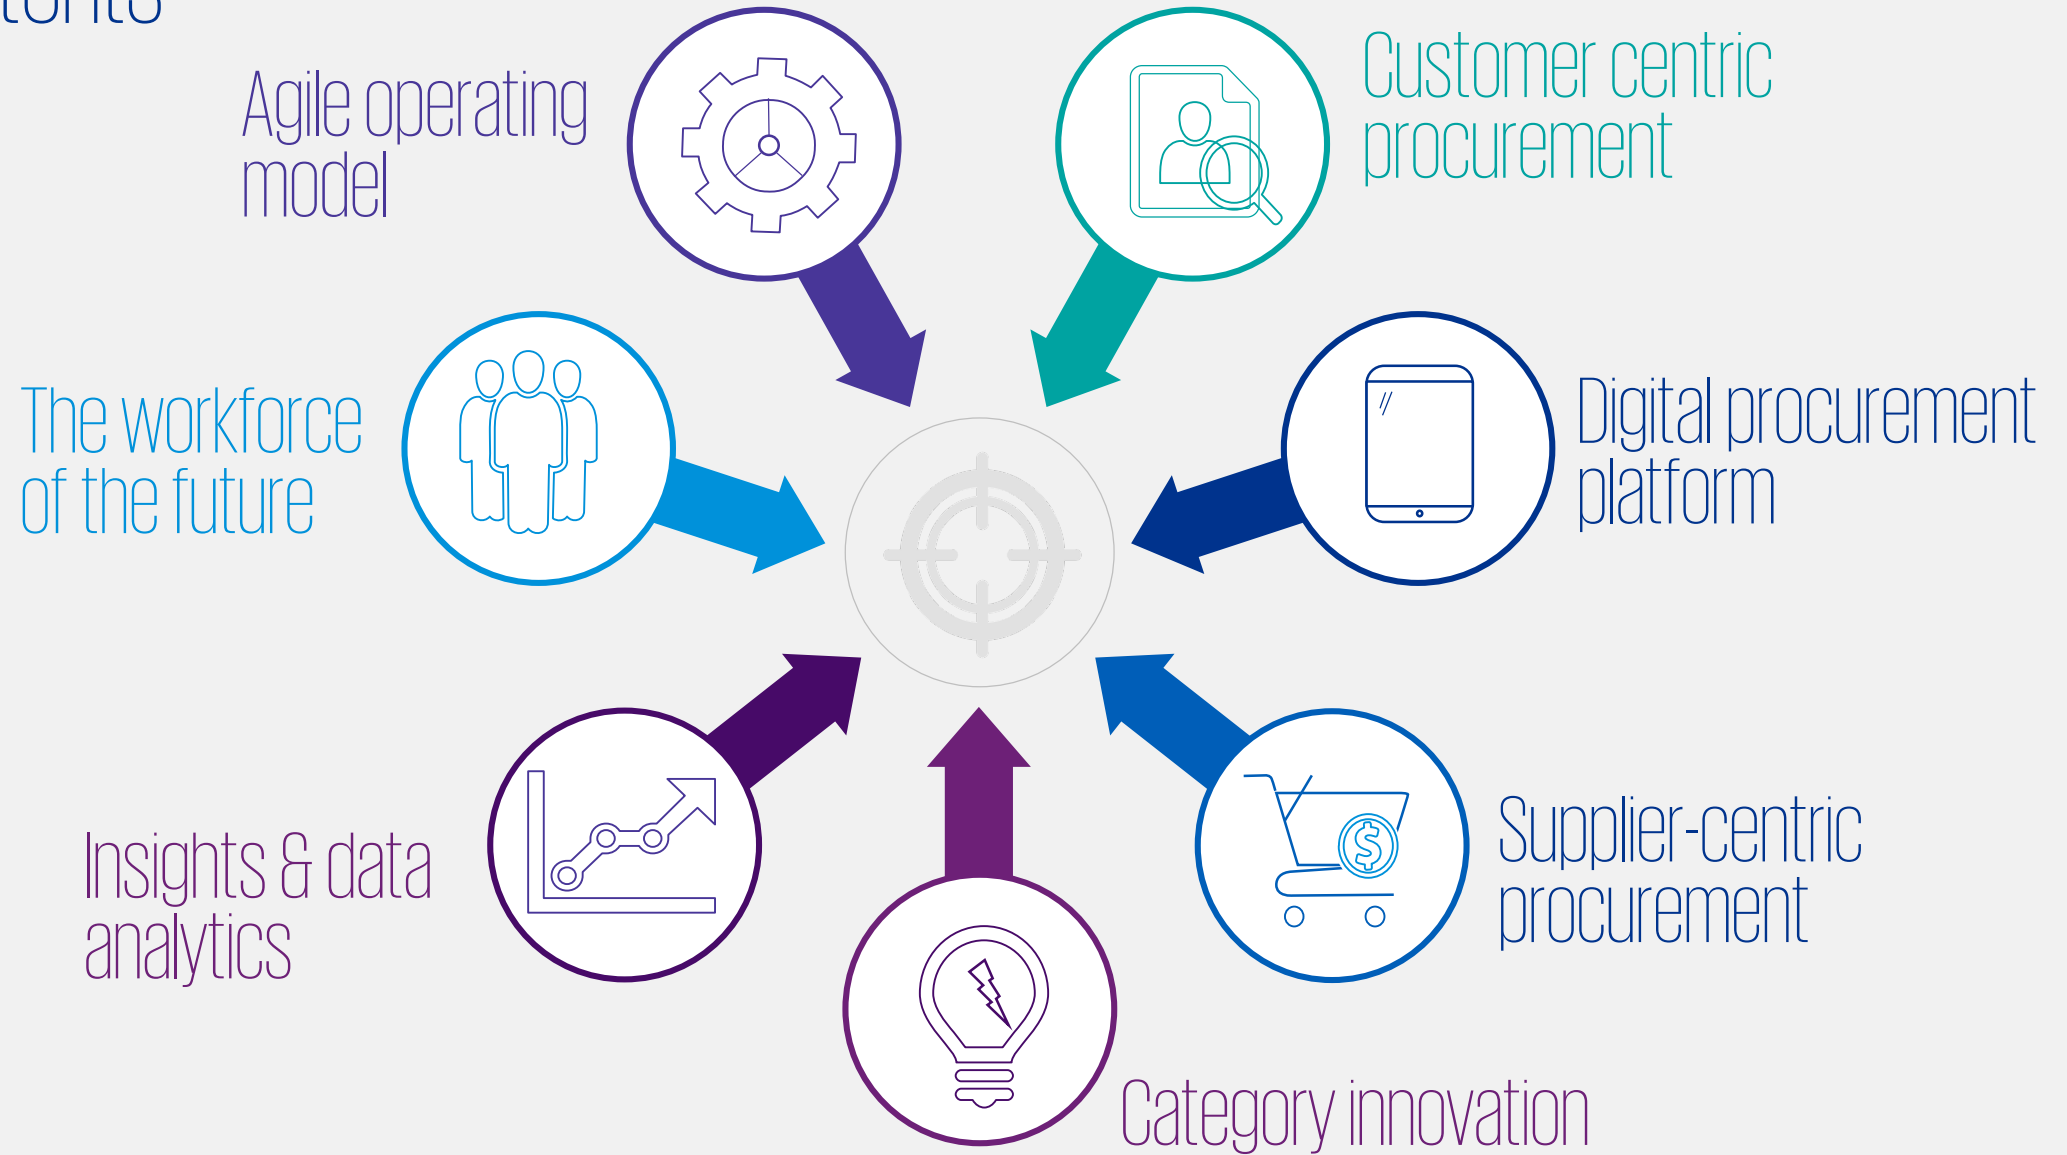 Agile operating
model
Customer centric
procurement
The workforce
of the future
Digital procurement
platform
Insights & data
analytics
Supplier-centric
procurement
Category innovation
$